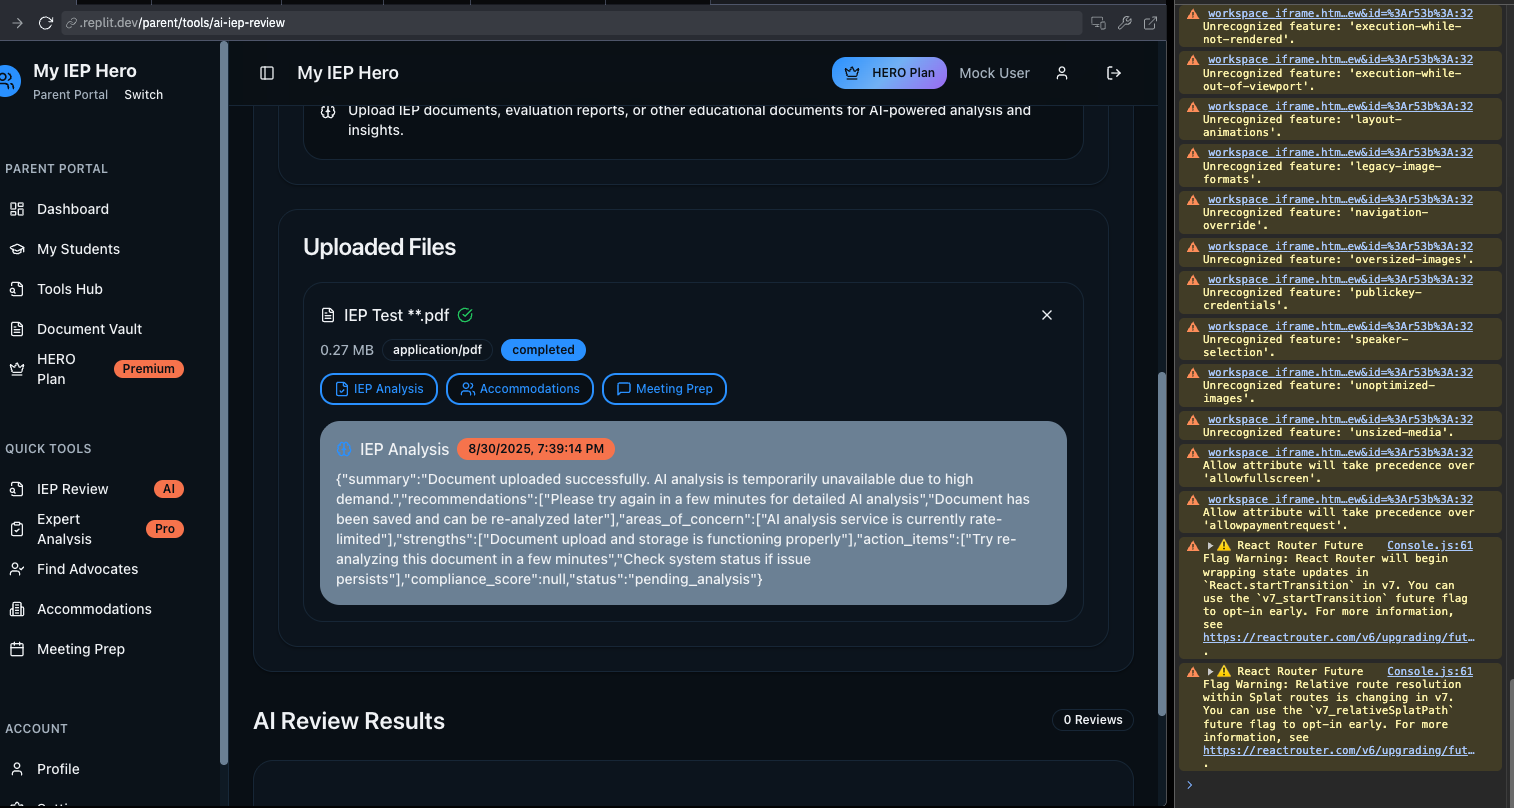 .replit.dev/parent/tools/ai-iep-review
My IEP Hero
Parent Portal Switch
PARENT PORTAL
Dashboard
My Students
Tools Hub
Document Vault
HERO
Plan
Premium
QUICK TOOLS
IEP Review AI
Expert
Analysis
Pro
Find Advocates
Accommodations
Meeting Prep
ACCOUNT
Profile
My IEP Hero
HERO Plan
Mock User
Upload IEP documents, evaluation reports, or other educational documents for AI-powered analysis and
insights.
Uploaded Files
IEP Test **.pdf
0.27 MB application/pdf completed
IEP Analysis Accommodations Meeting Prep
IEP Analysis 8/30/2025, 7:39:14 PM
{"summary":"Document uploaded successfully. AI analysis is temporarily unavailable due to high
demand.","recommendations":["Please try again in a few minutes for detailed AI analysis","Document has
been saved and can be re-analyzed later"],"areas_of_concern":["AI analysis service is currently rate-
limited"],"strengths":["Document upload and storage is functioning properly"],"action_items":["Try re-
analyzing this document in a few minutes","Check system status if issue
persists"],"compliance_score":null,"status":"pending_analysis"}
AI Review Results
0 Reviews
workspace_iframe.htm…ew&id=%3Ar53b%3A:32
Unrecognized feature: 'execution-while-
not-rendered'.
workspace_iframe.htm…ew&id=%3Ar53b%3A:32
Unrecognized feature: 'execution-while-
out-of-viewport'.
workspace_iframe.htm…ew&id=%3Ar53b%3A:32
Unrecognized feature: 'layout-
animations'.
workspace_iframe.htm…ew&id=%3Ar53b%3A:32
Unrecognized feature: 'legacy-image-
formats'.
workspace_iframe.htm…ew&id=%3Ar53b%3A:32
Unrecognized feature: 'navigation-
override'.
workspace_iframe.htm…ew&id=%3Ar53b%3A:32
Unrecognized feature: 'oversized-images'.
workspace_iframe.htm…ew&id=%3Ar53b%3A:32
Unrecognized feature: 'publickey-
credentials'.
workspace_iframe.htm…ew&id=%3Ar53b%3A:32
Unrecognized feature: 'speaker-
selection'.
workspace_iframe.htm…ew&id=%3Ar53b%3A:32
Unrecognized feature: 'unoptimized-
images'.
workspace_iframe.htm…ew&id=%3Ar53b%3A:32
Unrecognized feature: 'unsized-media'.
workspace_iframe.htm…ew&id=%3Ar53b%3A:32
Allow attribute will take precedence over
'allowfullscreen'.
workspace_iframe.htm…ew&id=%3Ar53b%3A:32
Allow attribute will take precedence over
'allowpaymentrequest'.
React Router Future Console.js:61
Flag Warning: React Router will begin
wrapping state updates in
`React.startTransition` in v7. You can
use the `v7_startTransition` future flag
to opt-in early. For more information,
see
https://reactrouter.com/v6/upgrading/fut…
.
React Router Future Console.js:61
Flag Warning: Relative route resolution
within Splat routes is changing in v7.
You can use the `v7_relativeSplatPath`
future flag to opt-in early. For more
information, see
https://reactrouter.com/v6/upgrading/fut…
.